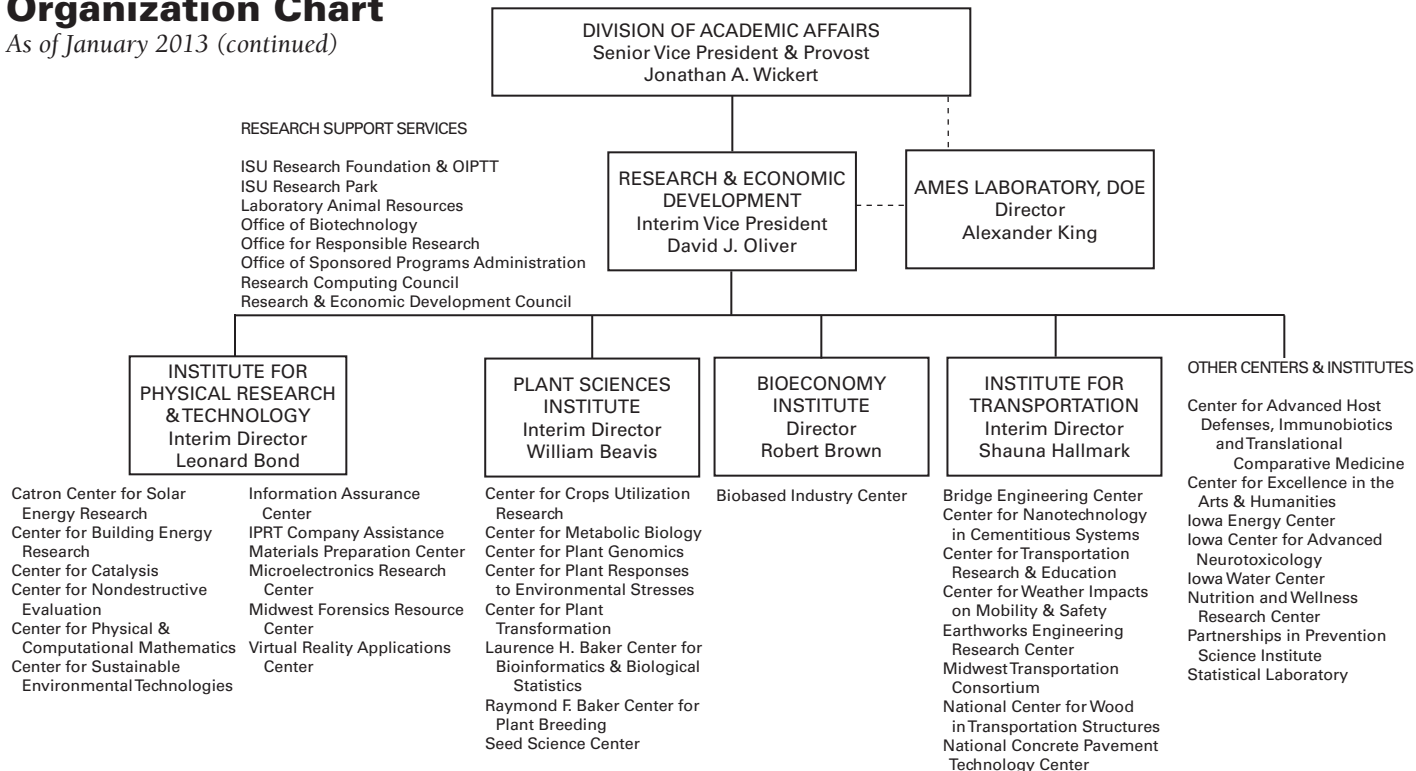 Organization Chart
As of January 2013 (continued)
DIVISION OF ACADEMIC AFFAIRS
Senior Vice President & Provost
Jonathan A. Wickert
RESEARCH SUPPORT SERVICES
ISU Research Foundation & OIPTT
ISU Research Park
Laboratory Animal Resources
Office of Biotechnology
Office for Responsible Research
Office of Sponsored Programs Administration
Research Computing Council
Research & Economic Development Council
RESEARCH & ECONOMIC
DEVELOPMENT
Interim Vice President
David J. Oliver
AMES LABORATORY, DOE
Director
Alexander King
INSTITUTE FOR
PHYSICAL RESEARCH
& TECHNOLOGY
Interim Director
Leonard Bond
Catron Center for Solar
Energy Research
Center for Building Energy
Research
Center for Catalysis
Center for Nondestructive
Evaluation
Center for Physical &
Computational Mathematics
Center for Sustainable
Environmental Technologies
Information Assurance
Center
IPRT Company Assistance
Materials Preparation Center
Microelectronics Research
Center
Midwest Forensics Resource
Center
Virtual Reality Applications
Center
PLANT SCIENCES
INSTITUTE
Interim Director
William Beavis
Center for Crops Utilization
Research
Center for Metabolic Biology
Center for Plant Genomics
Center for Plant Responses
to Environmental Stresses
Center for Plant
Transformation
Laurence H. Baker Center for
Bioinformatics & Biological
Statistics
Raymond F. Baker Center for
Plant Breeding
Seed Science Center
BIOECONOMY
INSTITUTE
Director
Robert Brown
Biobased Industry Center
INSTITUTE FOR
TRANSPORTATION
Interim Director
Shauna Hallmark
Bridge Engineering Center
Center for Nanotechnology
in Cementitious Systems
Center for Transportation
Research & Education
Center for Weather Impacts
on Mobility & Safety
Earthworks Engineering
Research Center
Midwest Transportation
Consortium
National Center for Wood
in Transportation Structures
National Concrete Pavement
Technology Center
OTHER CENTERS & INSTITUTES
Center for Advanced Host
Defenses, Immunobiotics
and Translational
Comparative Medicine
Center for Excellence in the
Arts & Humanities
Iowa Energy Center
Iowa Center for Advanced
Neurotoxicology
Iowa Water Center
Nutrition and Wellness
Research Center
Partnerships in Prevention
Science Institute
Statistical Laboratory